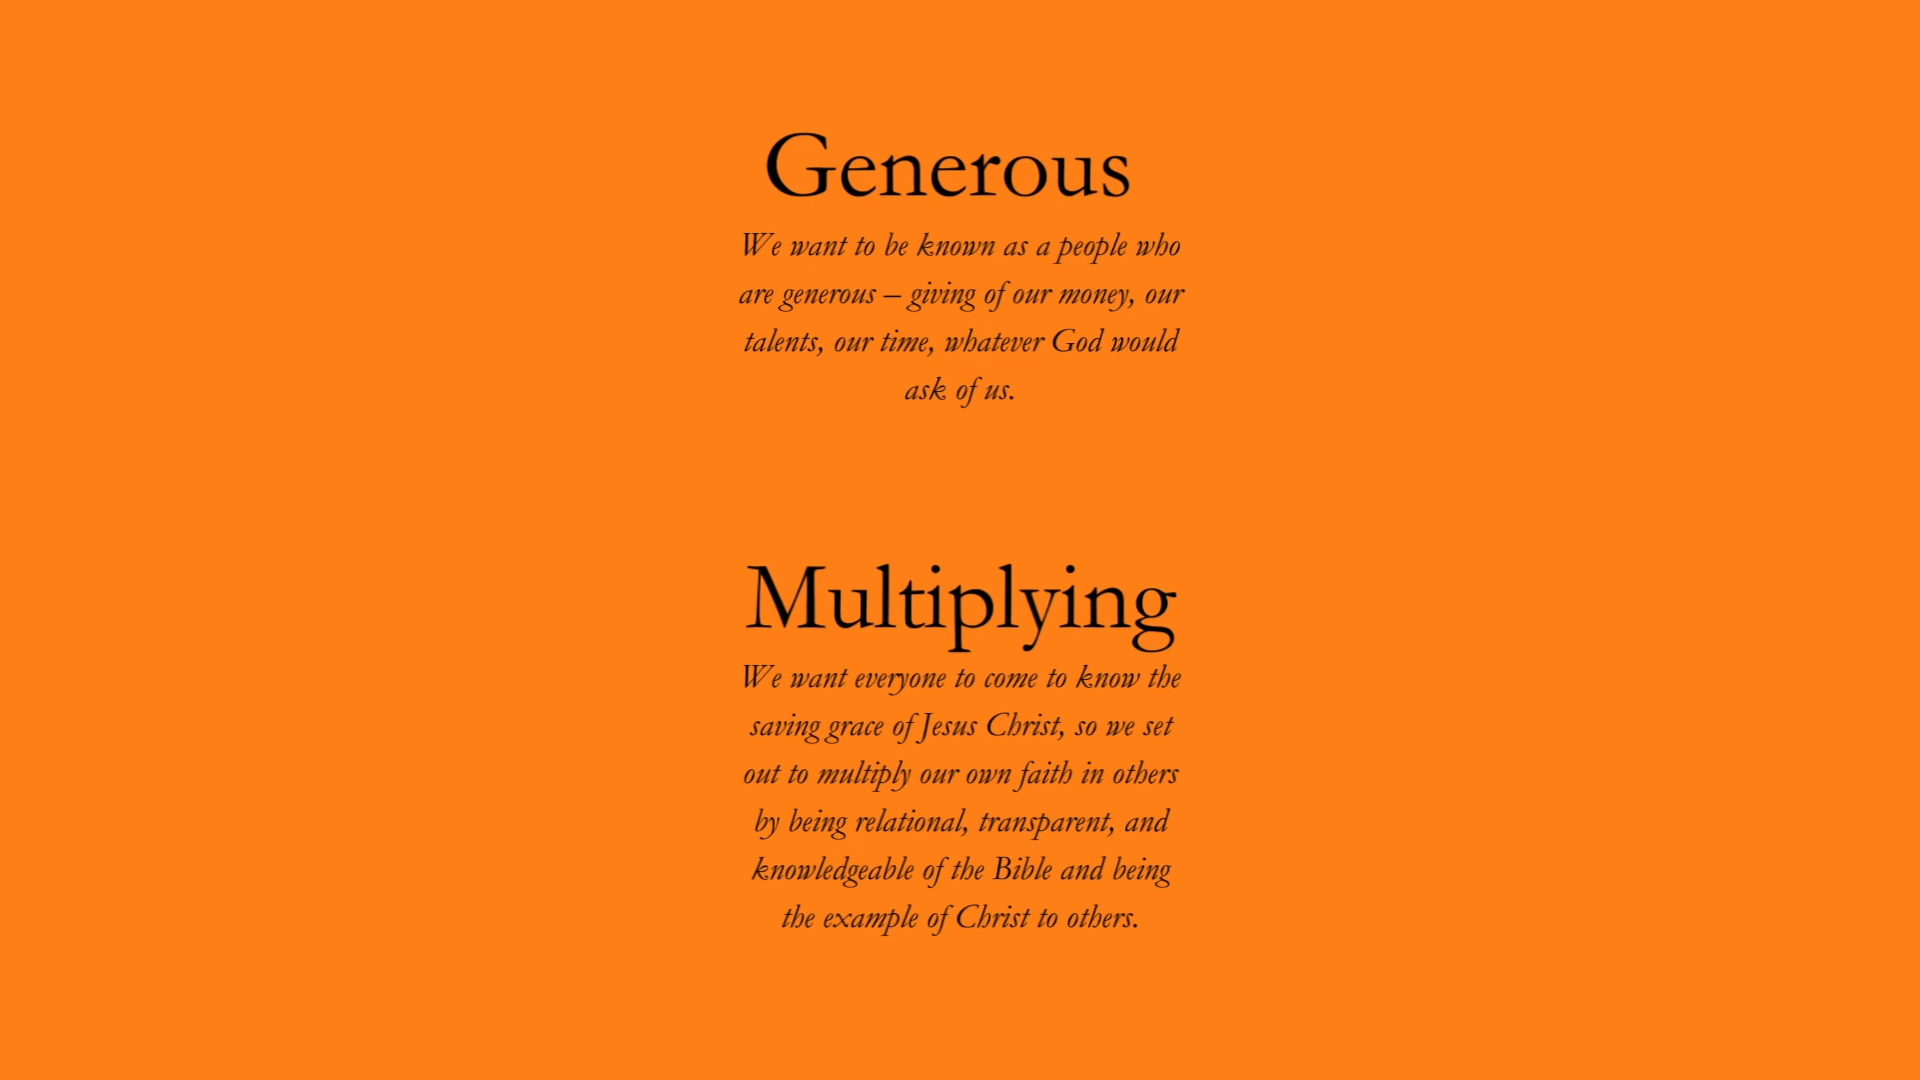 Generous
We want to be known as a people who
are generous – giving of our money, our
talents, our time, whatever God would
ask of us.
Multiplying
We want everyone to come to know the
saving grace of Jesus Christ, so we set
out to multiply our own faith in others
by being relational, transparent, and
knowledgeable of the Bible and being
the example of Christ to others.